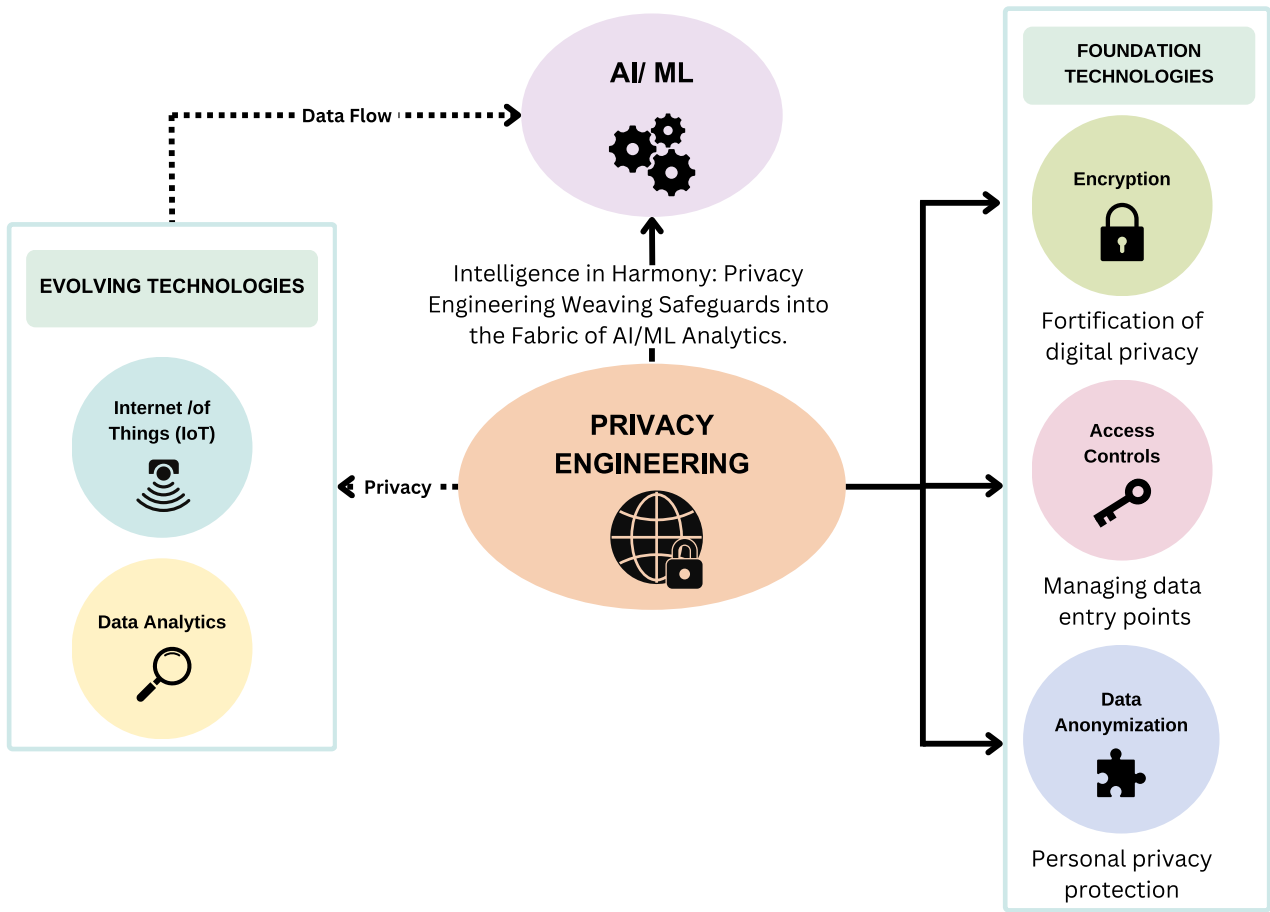 AI/ ML
Data Flow
EVOLVING TECHNOLOGIES
Internet /of
Things (IoT)
Data Analytics
Intelligence in Harmony: Privacy
Engineering Weaving Safeguards into
the Fabric of AI/ML Analytics.
PRIVACY
ENGINEERING
Privacy
FOUNDATION
TECHNOLOGIES
Encryption
Fortification of
digital privacy
Access
Controls
Managing data
entry points
Data
Anonymization
Personal privacy
protection